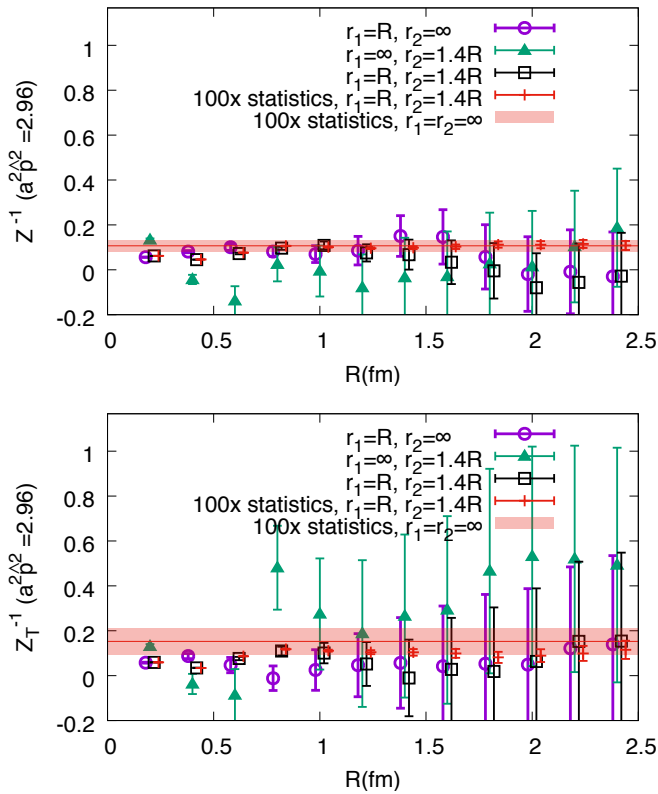 1
0.8
0.6
0.4
0.2
0
-0.2
Z⁻¹ (a²p̂²=2.96)
r₁=R, r₂=∞
r₁=∞, r₂=1.4R
r₁=R, r₂=1.4R
100x statistics, r₁=R, r₂=1.4R
100x statistics, r₁=r₂=∞
0 0.5 1 1.5 2 2.5
R(fm)
1
0.8
0.6
0.4
0.2
0
-0.2
Z_T⁻¹ (a²p̂²=2.96)
r₁=R, r₂=∞
r₁=∞, r₂=1.4R
r₁=R, r₂=1.4R
100x statistics, r₁=R, r₂=1.4R
100x statistics, r₁=r₂=∞
0 0.5 1 1.5 2 2.5
R(fm)